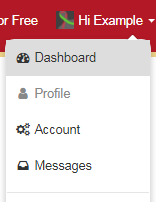 or Free Hi Example
Dashboard
Profile
Account
Messages